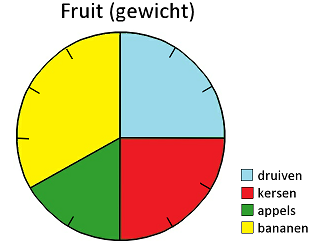 Fruit (gewicht)
druiven
kersen
appels
bananen